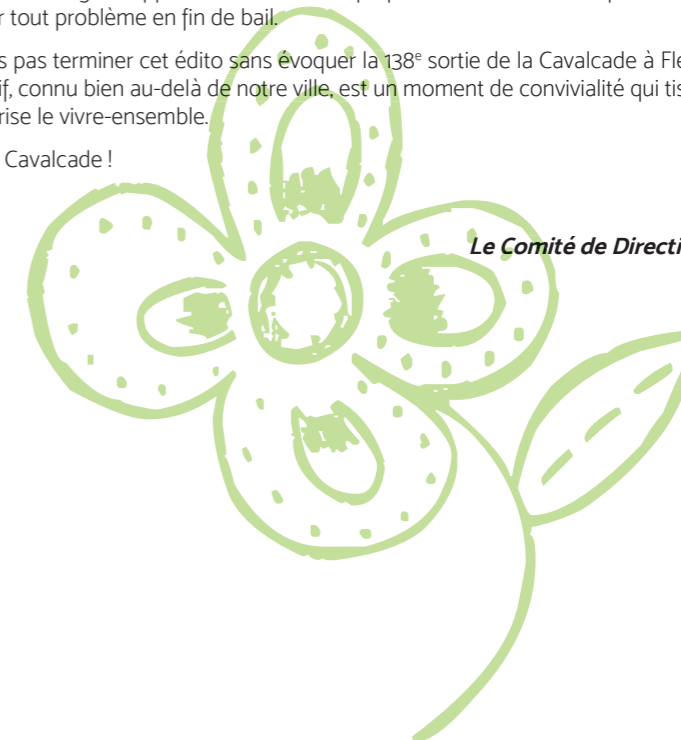 r tout problème en fin de bail.
s pas terminer cet édito sans évoquer la 138e sortie de la Cavalcade à Fle
if, connu bien au-delà de notre ville, est un moment de convivialité qui tis
rise le vivre-ensemble.
Cavalcade !
Le Comité de Directi